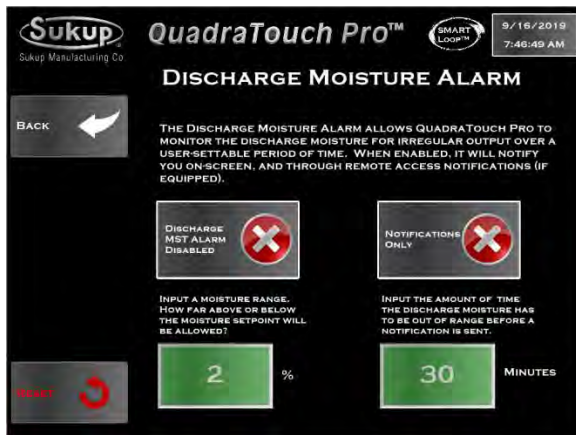 Sukup®
Sukup Manufacturing Co
QuadraTouch Pro™
SMART
LOOP™
9/16/2019
7:46:49 AM
DISCHARGE MOISTURE ALARM
BACK
THE DISCHARGE MOISTURE ALARM ALLOWS QUADRATOUCH PRO TO
MONITOR THE DISCHARGE MOISTURE FOR IRREGULAR OUTPUT OVER A
USER-SETTABLE PERIOD OF TIME. WHEN ENABLED, IT WILL NOTIFY
YOU ON-SCREEN, AND THROUGH REMOTE ACCESS NOTIFICATIONS (IF
EQUIPPED).
DISCHARGE
MST ALARM
DISABLED
NOTIFICATIONS
ONLY
INPUT A MOISTURE RANGE.
HOW FAR ABOVE OR BELOW
THE MOISTURE SETPOINT WILL
BE ALLOWED?
INPUT THE AMOUNT OF TIME
THE DISCHARGE MOISTURE HAS
TO BE OUT OF RANGE BEFORE A
NOTIFICATION IS SENT.
2 %
30 MINUTES
RESET